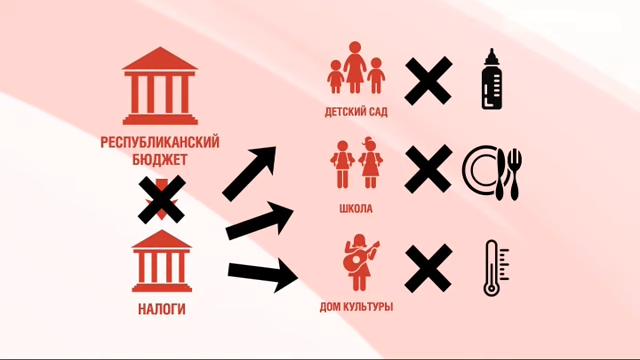 РЕСПУБЛИКАНСКИЙ
БЮДЖЕТ
НАЛОГИ
ДЕТСКИЙ САД
ШКОЛА
ДОМ КУЛЬТУРЫ